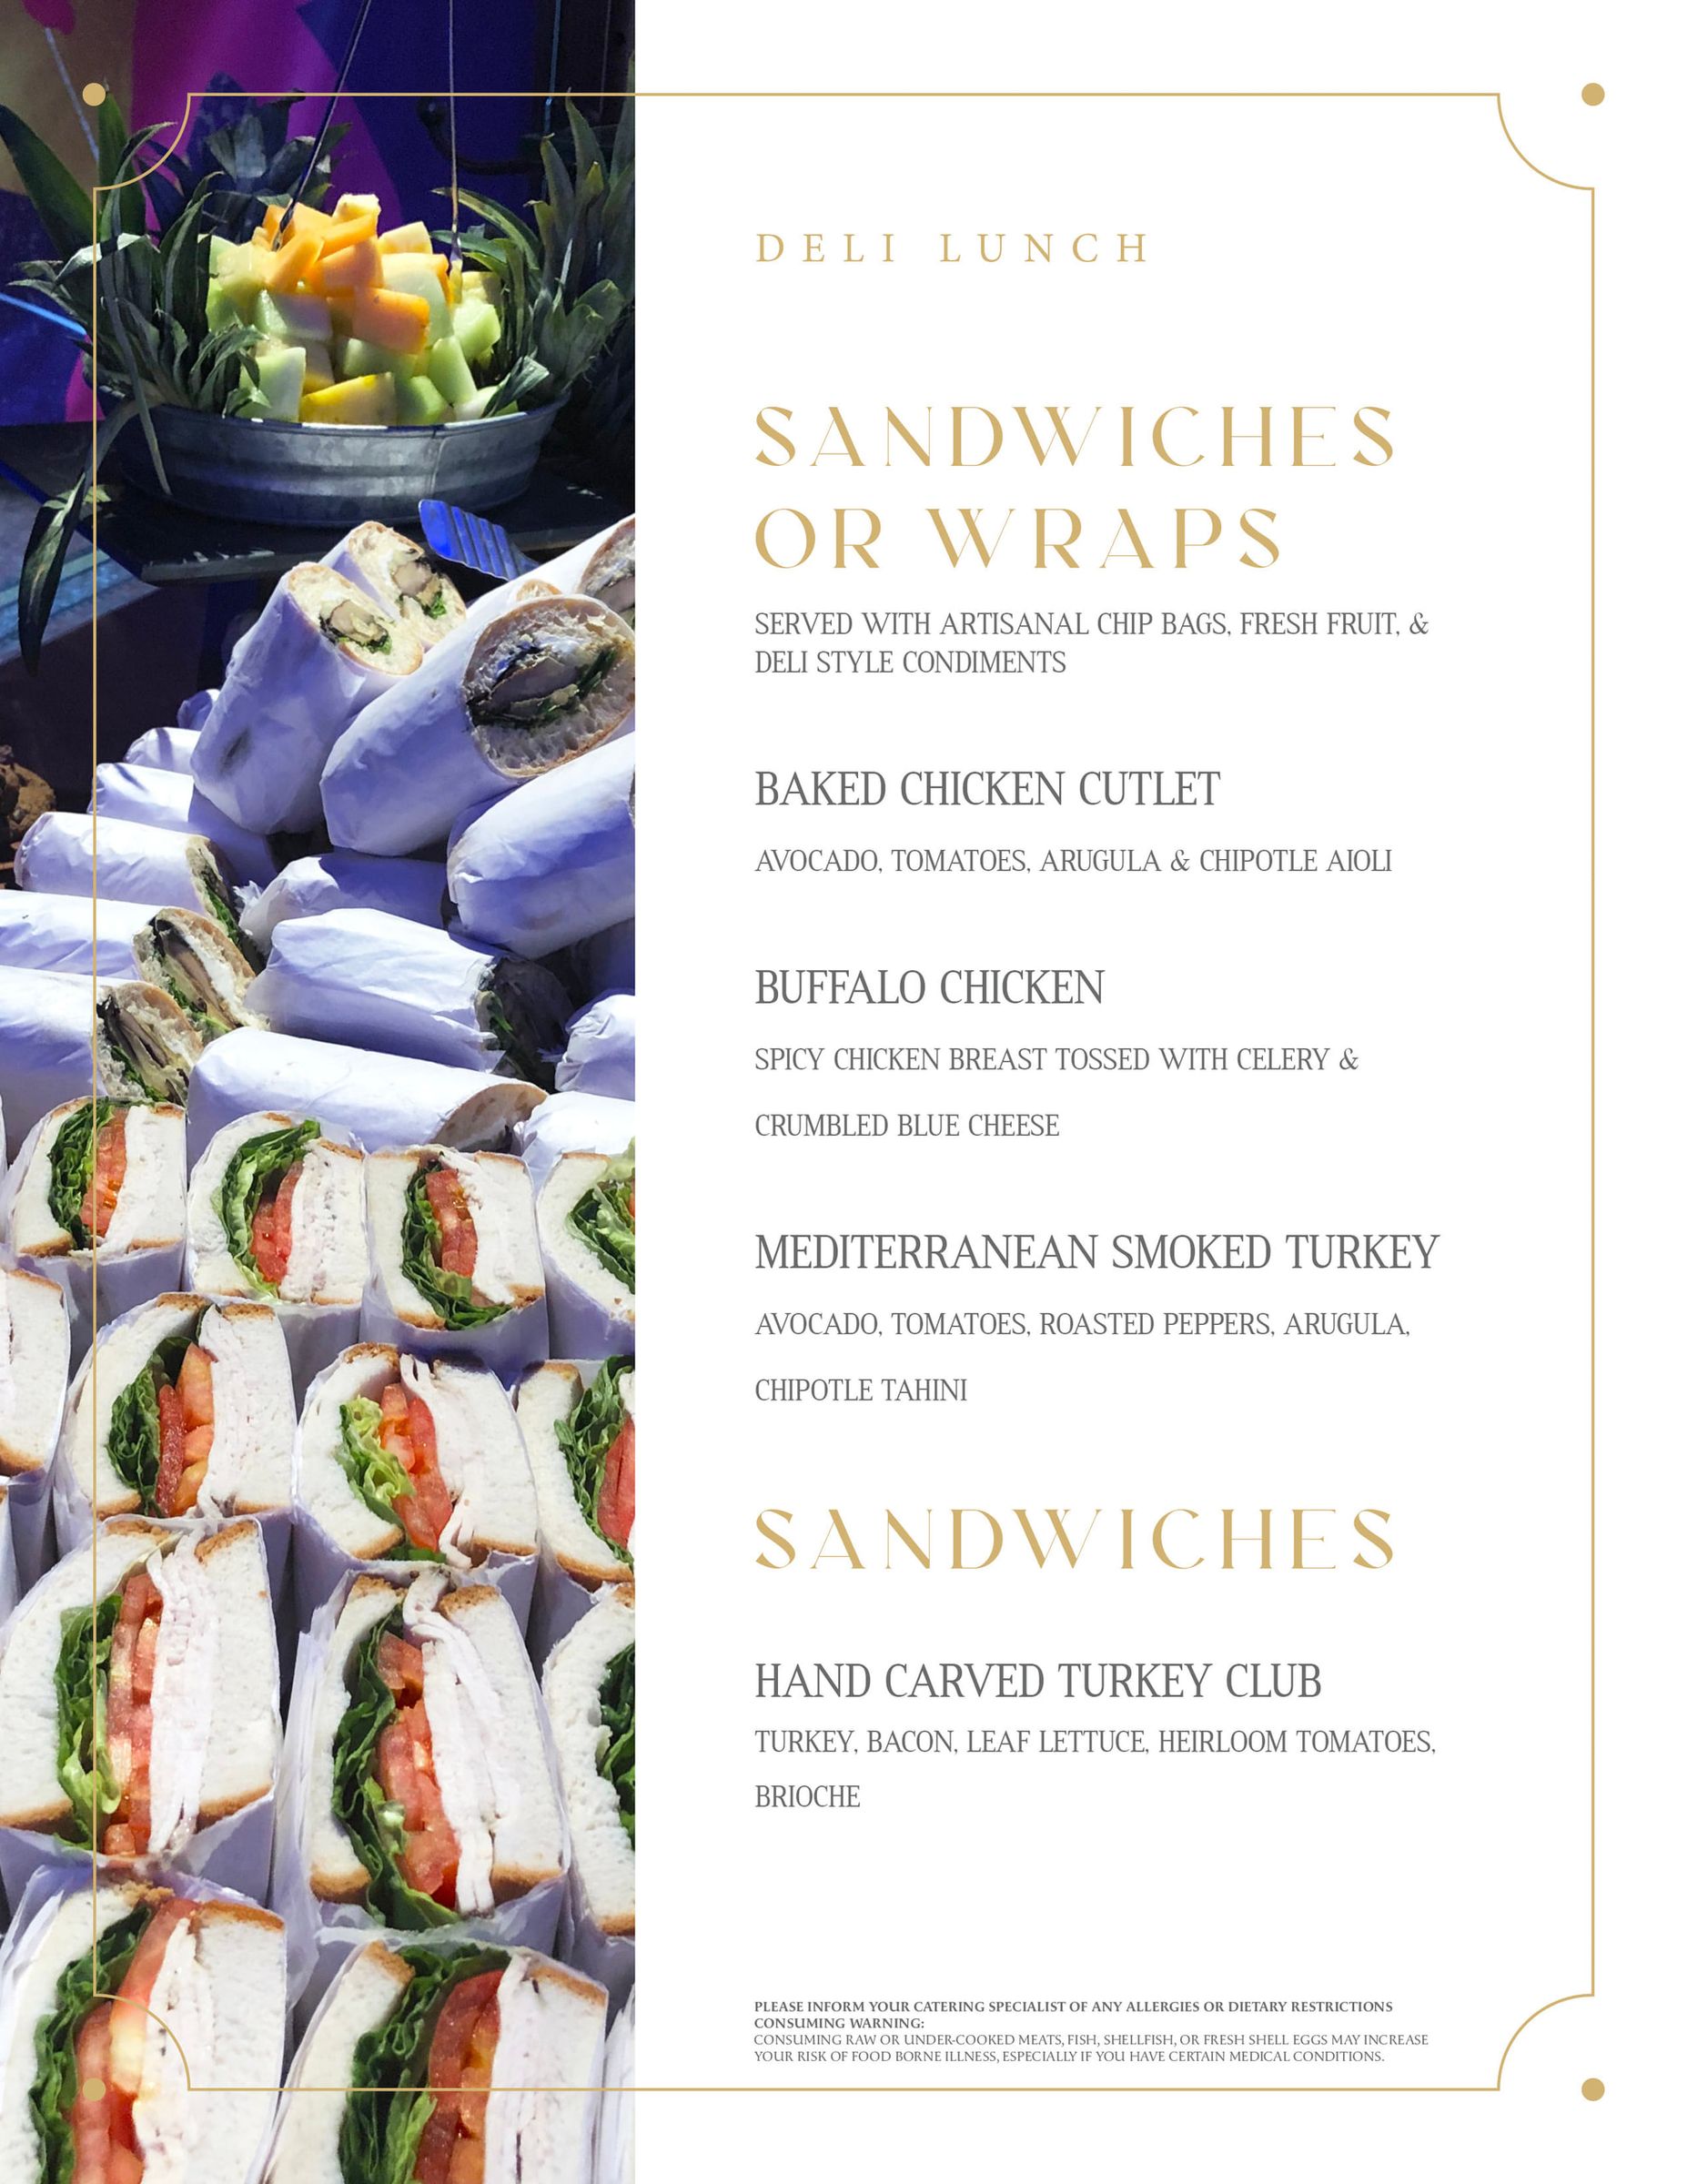 DELI LUNCH
SANDWICHES
OR WRAPS
SERVED WITH ARTISANAL CHIP BAGS, FRESH FRUIT, &
DELI STYLE CONDIMENTS
BAKED CHICKEN CUTLET
AVOCADO, TOMATOES, ARUGULA & CHIPOTLE AIOLI
BUFFALO CHICKEN
SPICY CHICKEN BREAST TOSSED WITH CELERY &
CRUMBLED BLUE CHEESE
MEDITERRANEAN SMOKED TURKEY
AVOCADO, TOMATOES, ROASTED PEPPERS, ARUGULA,
CHIPOTLE TAHINI
SANDWICHES
HAND CARVED TURKEY CLUB
TURKEY, BACON, LEAF LETTUCE, HEIRLOOM TOMATOES,
BRIOCHE
PLEASE INFORM YOUR CATERING SPECIALIST OF ANY ALLERGIES OR DIETARY RESTRICTIONS
CONSUMING WARNING:
CONSUMING RAW OR UNDER-COOKED MEATS, FISH, SHELLFISH, OR FRESH SHELL EGGS MAY INCREASE
YOUR RISK OF FOOD BORNE ILLNESS, ESPECIALLY IF YOU HAVE CERTAIN MEDICAL CONDITIONS.